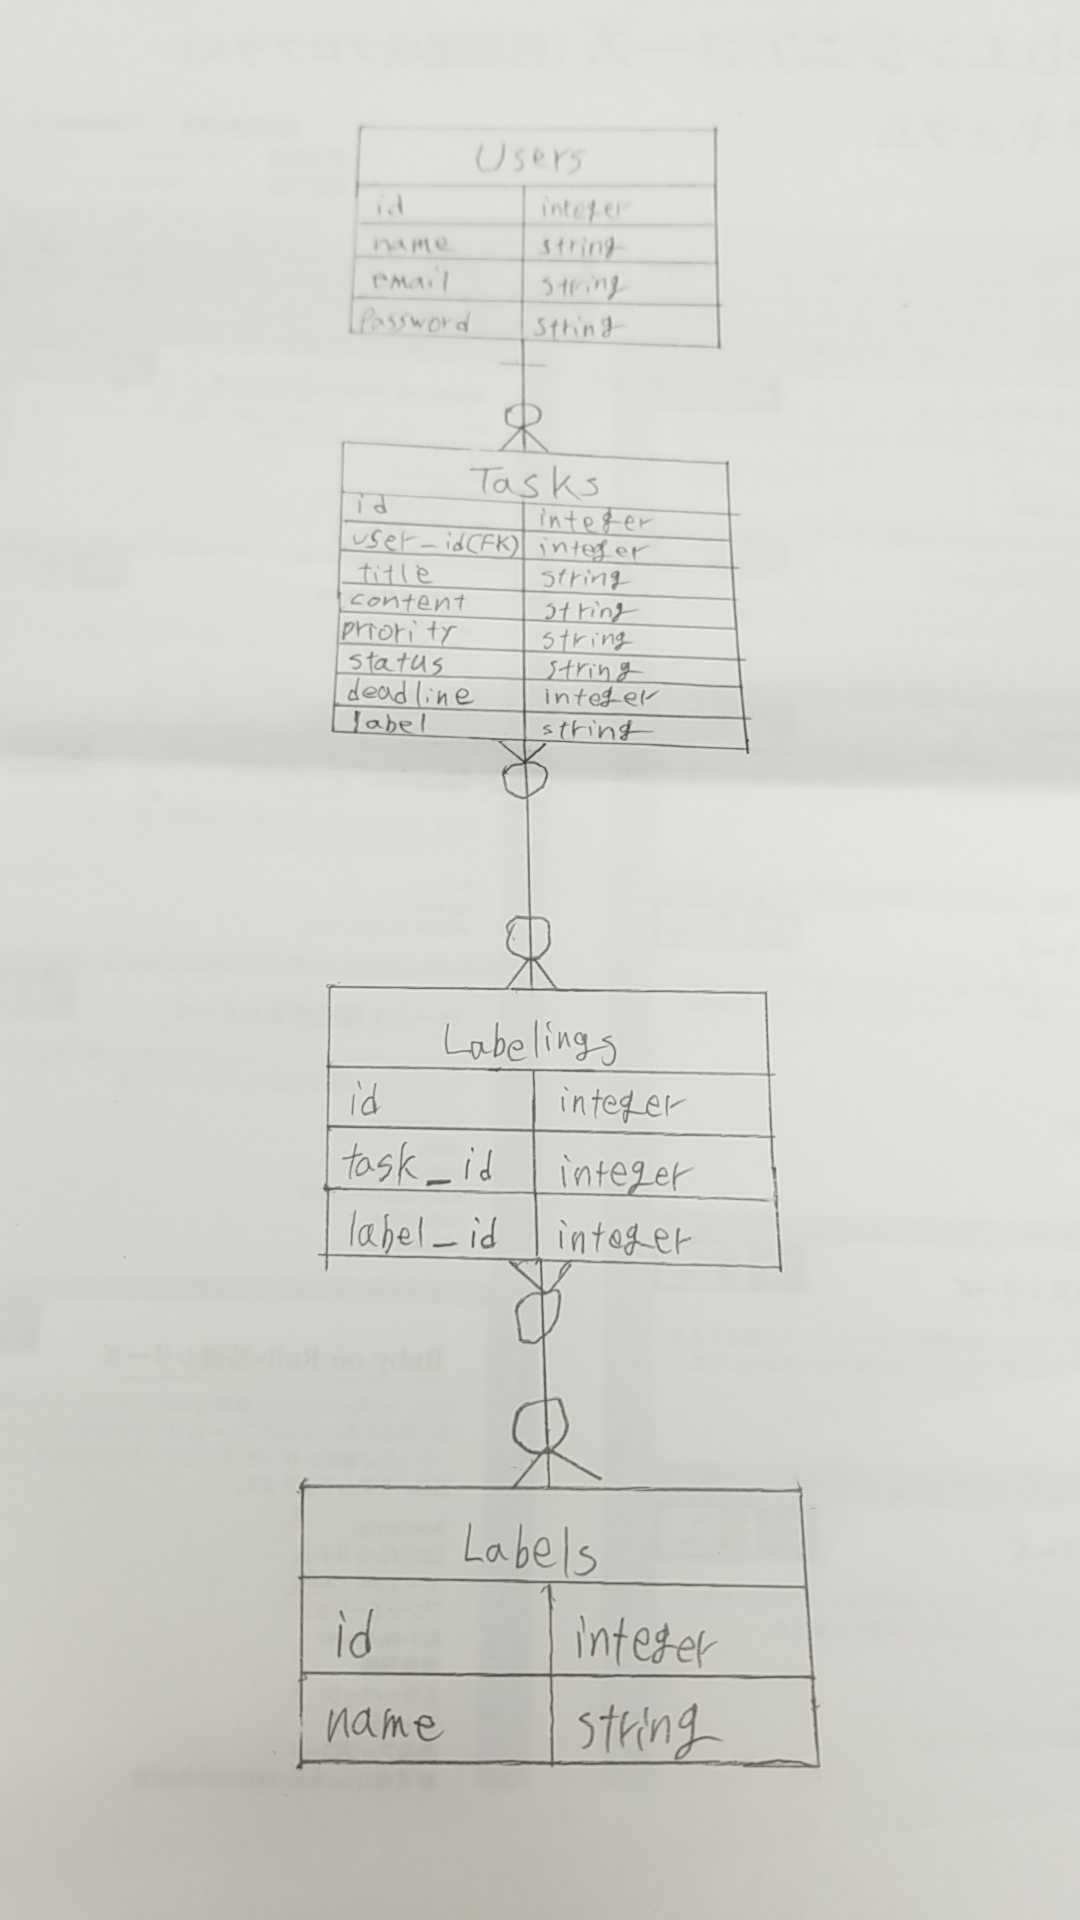 Users
id integer
name string
email string
Password string
Tasks
id integer
user_id(FK) integer
title string
content string
priority string
status string
deadline integer
label string
Labelings
id integer
task_id integer
label_id integer
Labels
id integer
name string